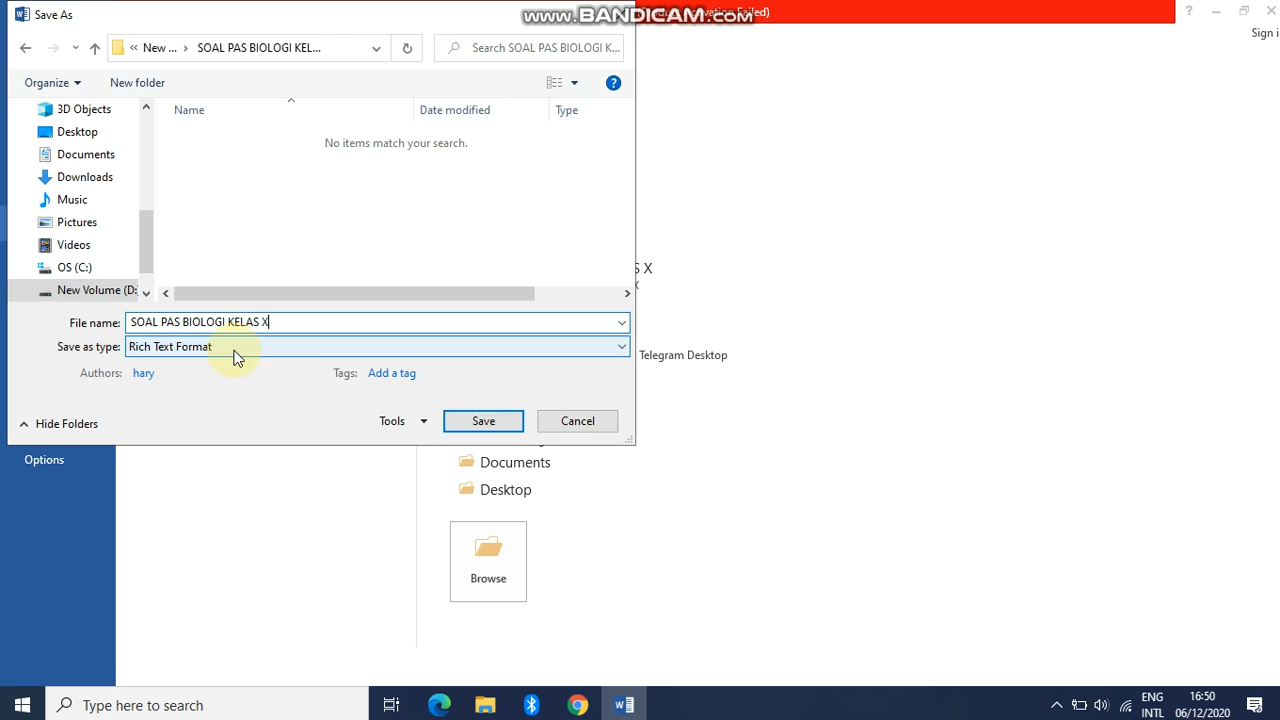 Save As
www.BANDICAM.com
Failed)
Sign i
« New ... > SOAL PAS BIOLOGI KEL...
Search SOAL PAS BIOLOGI K...
Organize
New folder
Name
Date modified
Type
3D Objects
No items match your search.
Desktop
Documents
Downloads
Music
Pictures
Videos
OS (C:)
New Volume (D:
S X
File name: SOAL PAS BIOLOGI KELAS X
Save as type: Rich Text Format
Telegram Desktop
Authors: hary
Tags: Add a tag
Hide Folders
Tools
Save
Cancel
Options
Documents
Desktop
Browse
Type here to search
ENG
INTL
16:50
06/12/2020